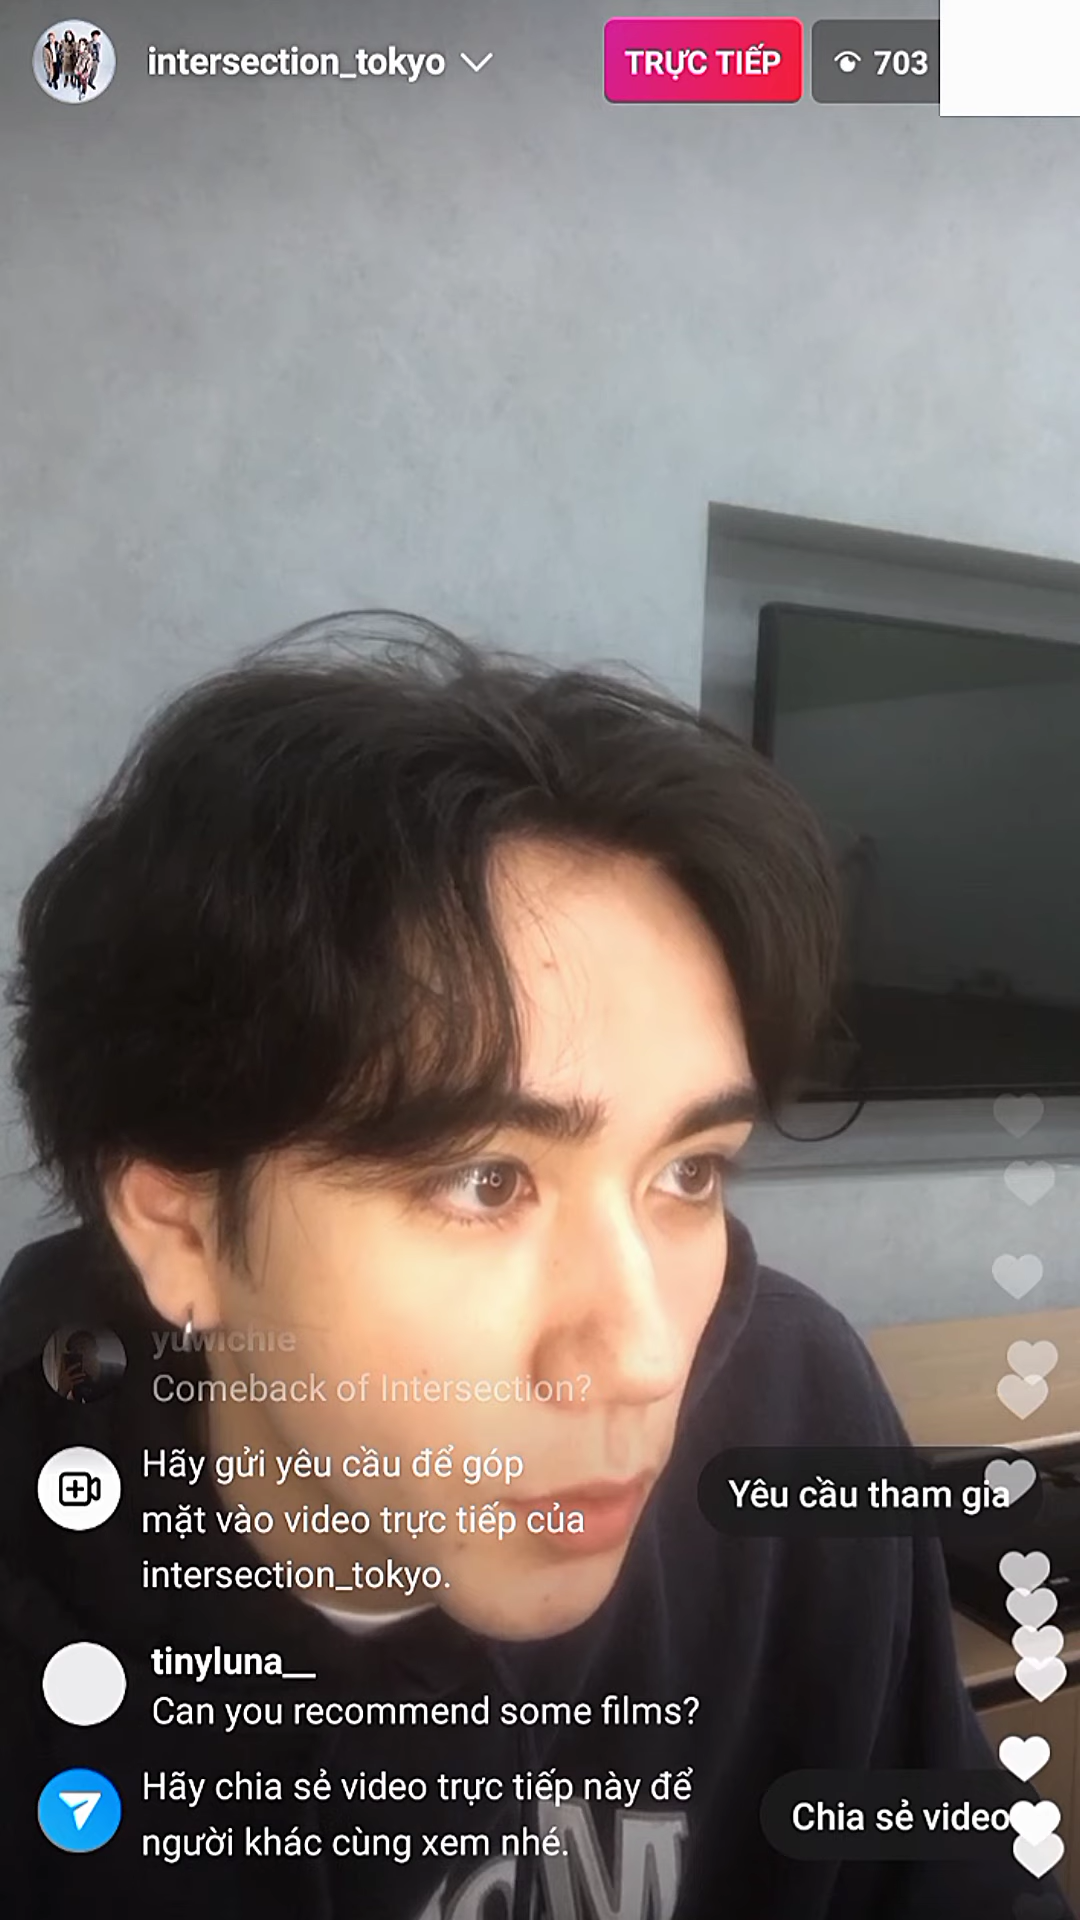 intersection_tokyo
TRỰC TIẾP
703
yuwichie
Comeback of Intersection?
Hãy gửi yêu cầu để góp
mặt vào video trực tiếp của
intersection_tokyo.
Yêu cầu tham gia
tinyluna__
Can you recommend some films?
Hãy chia sẻ video trực tiếp này để
người khác cùng xem nhé.
Chia sẻ video